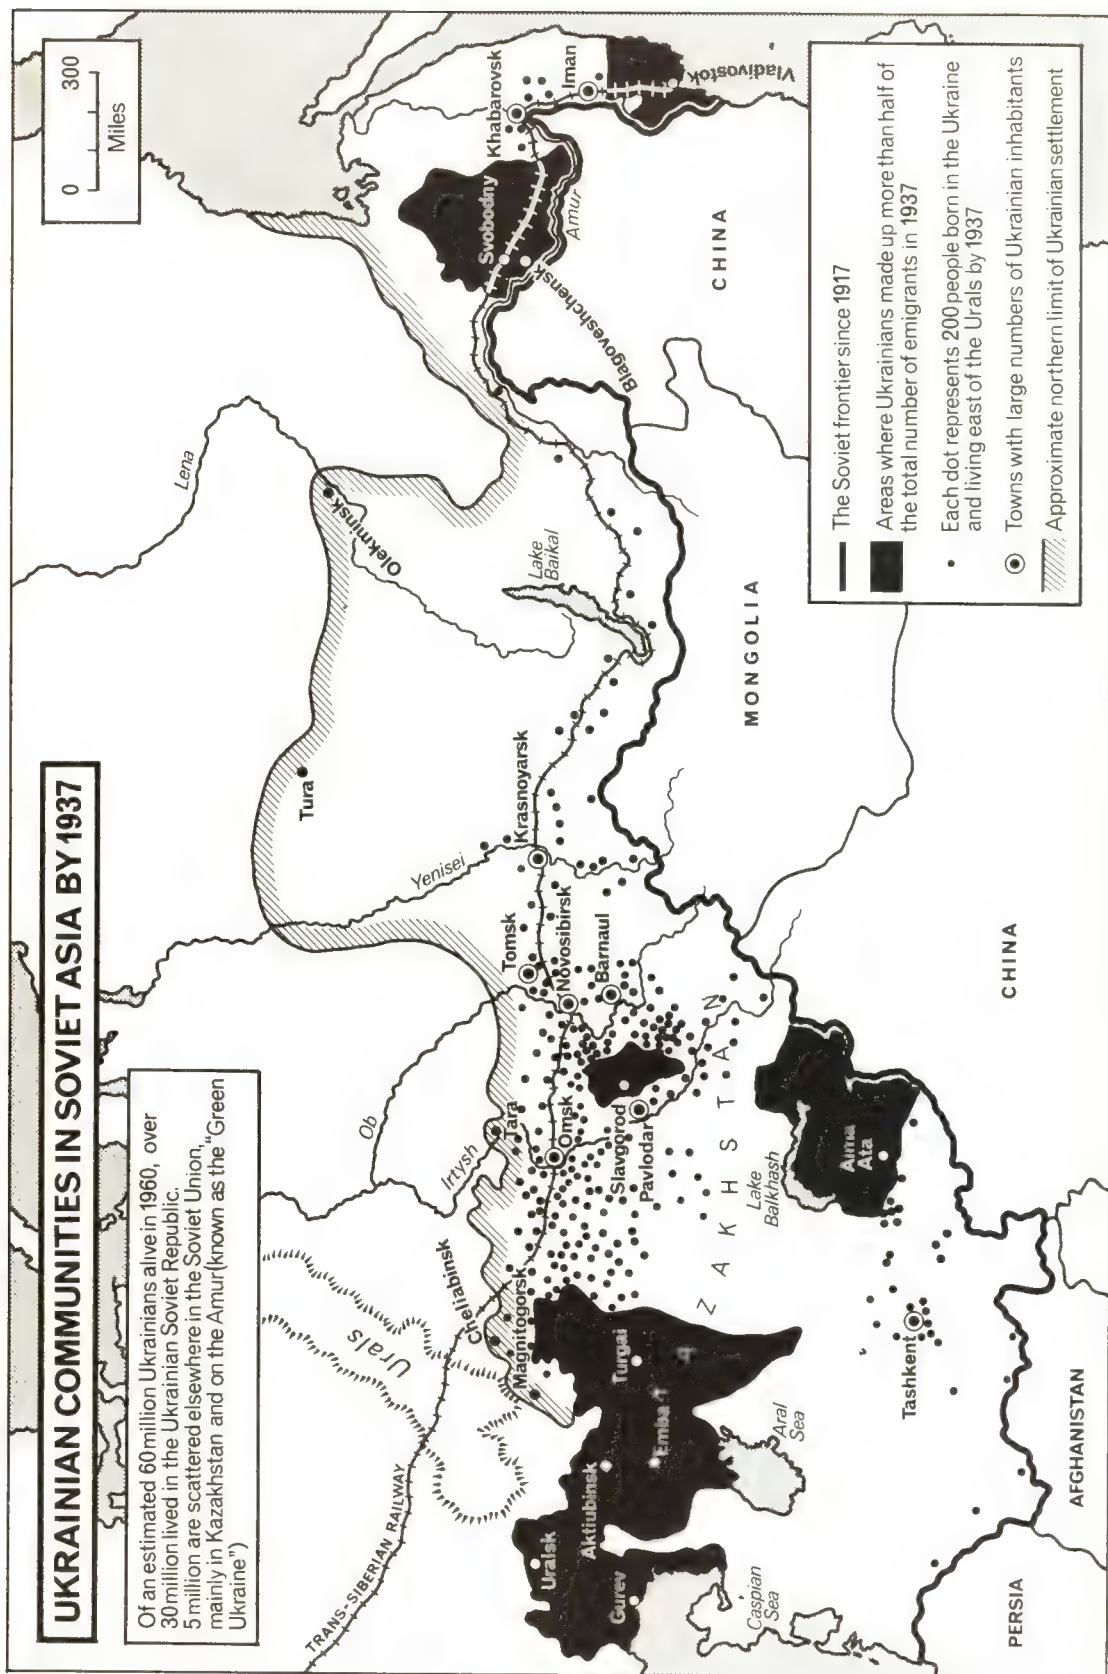 UKRAINIAN COMMUNITIES IN SOVIET ASIA BY 1937
Of an estimated 60 million Ukrainians alive in 1960, over
30 million lived in the Ukrainian Soviet Republic.
5 million are scattered elsewhere in the Soviet Union,
mainly in Kazakhstan and on the Amur (known as the "Green
Ukraine")
0 300
Miles
TRANS-SIBERIAN RAILWAY
Urals
Cheliabinsk
Magnitogorsk
Irtysh
Tara
Ob
Omsk
Tomsk
Novosibirsk
Barnaul
Slavgorod
Pavlodar
Yenisei
Krasnoyarsk
Tura
Lena
Olekminsk
Lake
Baikal
Svobodny
Blagoveshchensk
Amur
Khabarovsk
Iman
Vladivostok
Uralsk
Gurev
Aktiubinsk
Emba
Turgai
ZAKHSTAN
Caspian
Sea
Aral
Sea
Lake
Balkhash
Alma
Ata
Tashkent
PERSIA
AFGHANISTAN
CHINA
MONGOLIA
CHINA
The Soviet frontier since 1917
Areas where Ukrainians made up more than half of
the total number of emigrants in 1937
Each dot represents 200 people born in the Ukraine
and living east of the Urals by 1937
Towns with large numbers of Ukrainian inhabitants
Approximate northern limit of Ukrainian settlement